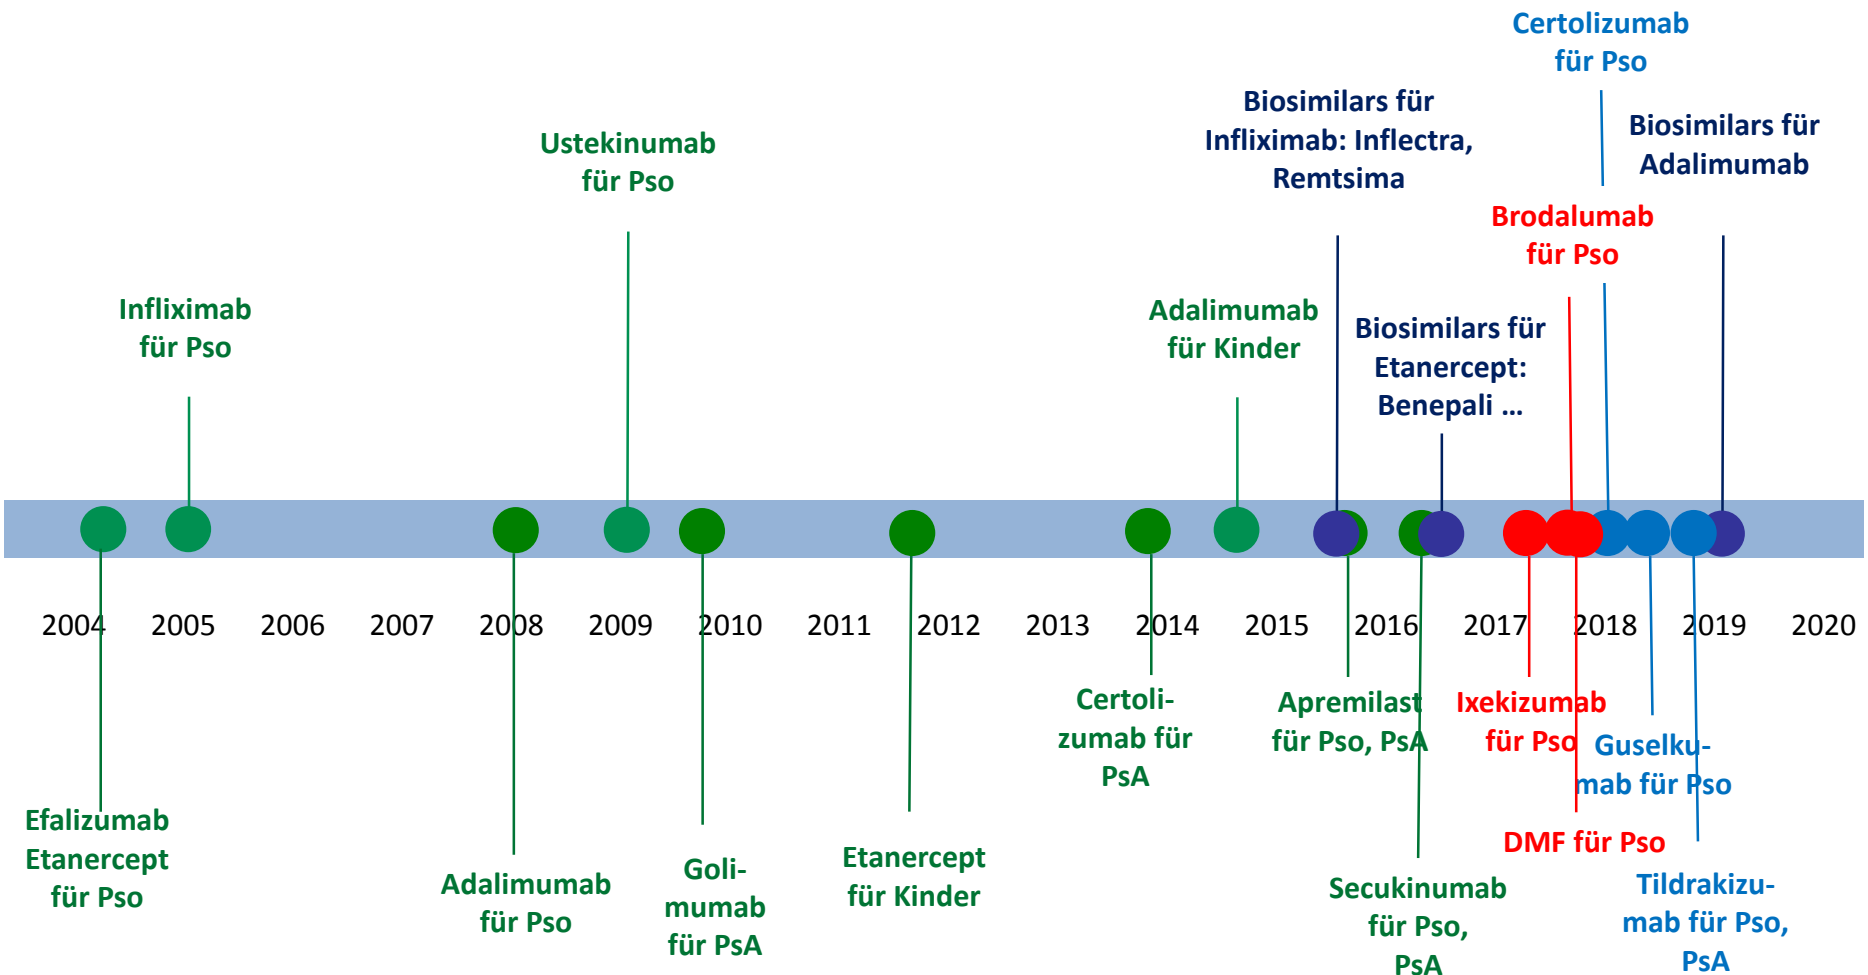 Certolizumab
für Pso
Biosimilars für
Infliximab: Inflectra,
Remtsima
Biosimilars für
Adalimumab
Ustekinumab
für Pso
Brodalumab
für Pso
Infliximab
für Pso
Adalimumab
für Kinder
Biosimilars für
Etanercept:
Benepali ...
2004 2005 2006 2007 2008 2009 2010 2011 2012 2013 2014 2015 2016 2017 2018 2019 2020
Efalizumab
Etanercept
für Pso
Adalimumab
für Pso
Goli-
mumab
für PsA
Etanercept
für Kinder
Certoli-
zumab für
PsA
Apremilast
für Pso, PsA
Secukinumab
für Pso,
PsA
Ixekizumab
für Pso
DMF für Pso
Guselku-
mab für Pso
Tildrakizu-
mab für Pso,
PsA